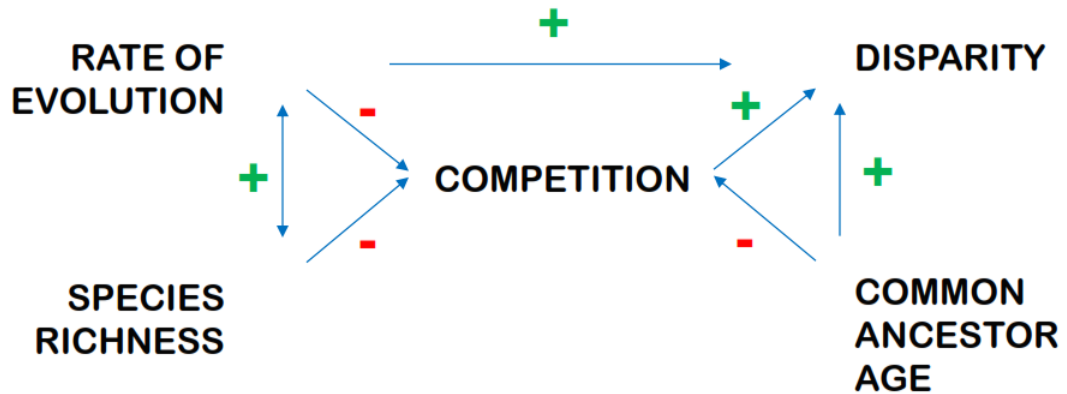 +
RATE OF
EVOLUTION
DISPARITY
-
+
+
COMPETITION
+
-
-
SPECIES
RICHNESS
COMMON
ANCESTOR
AGE